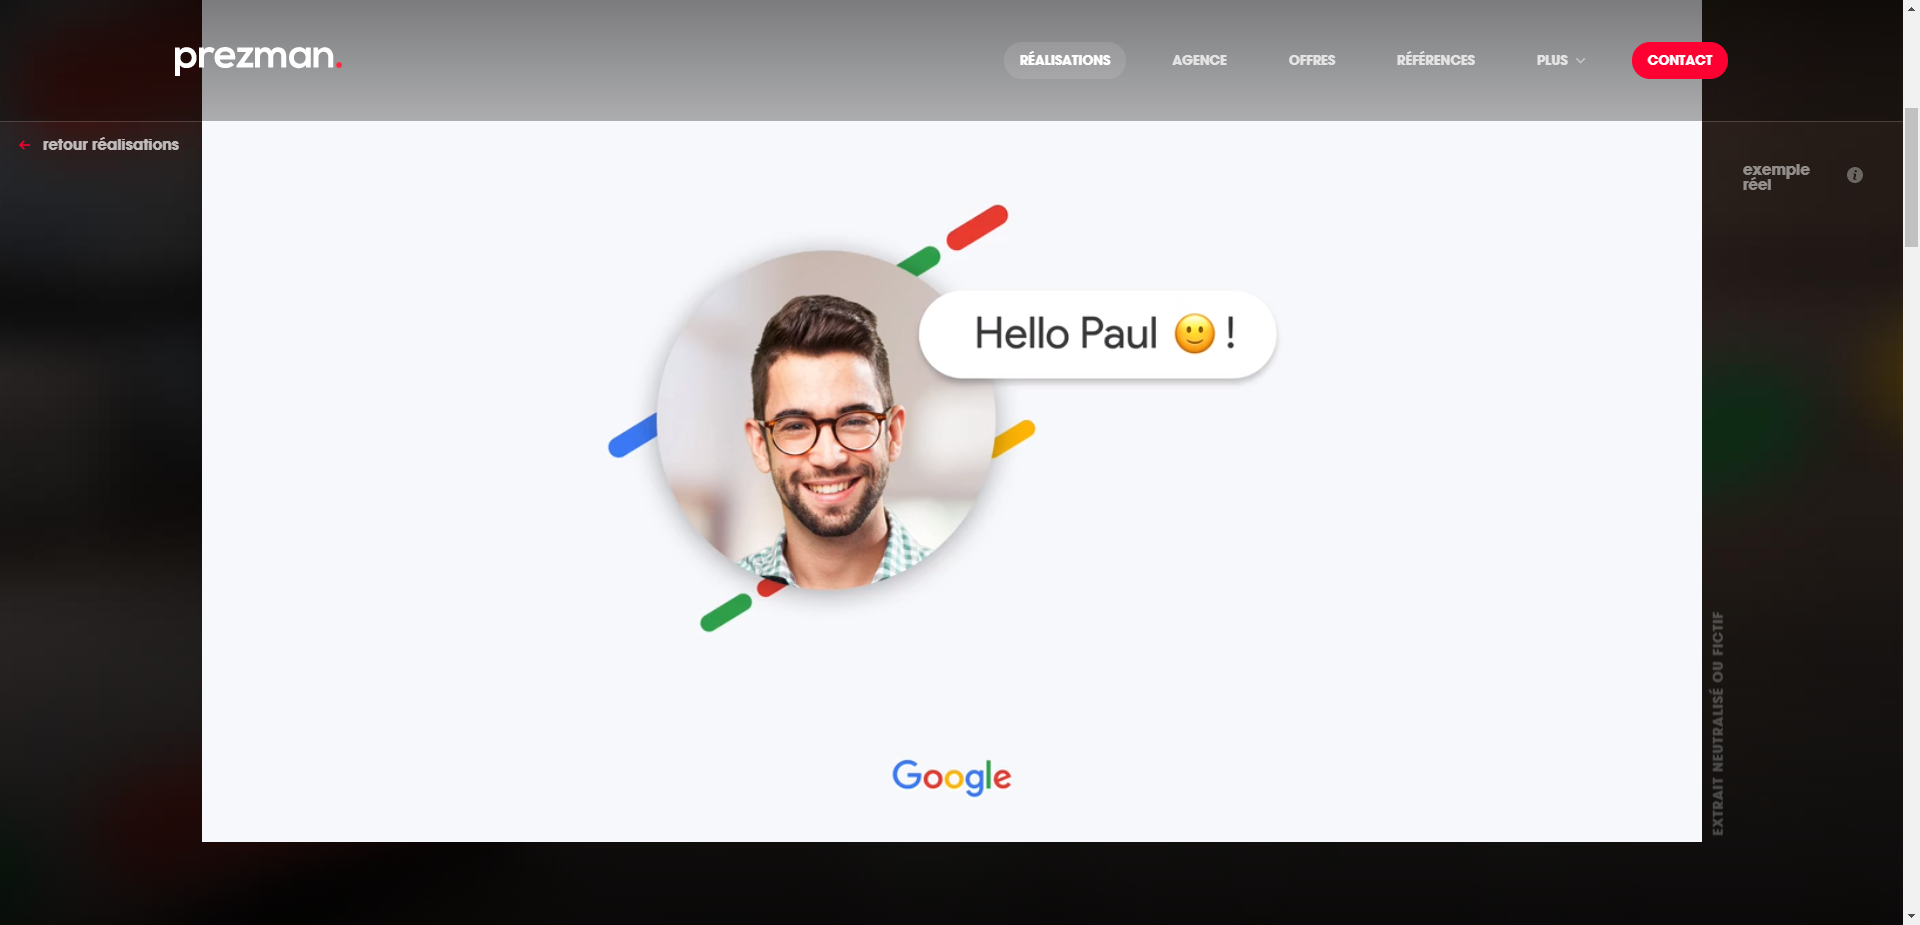 prezman.
RÉALISATIONS
AGENCE
OFFRES
RÉFÉRENCES
PLUS
CONTACT
← retour réalisations
exemple
réel
i
Hello Paul 🙂 !
Google
EXTRAIT NEUTRALISÉ OU FICTIF